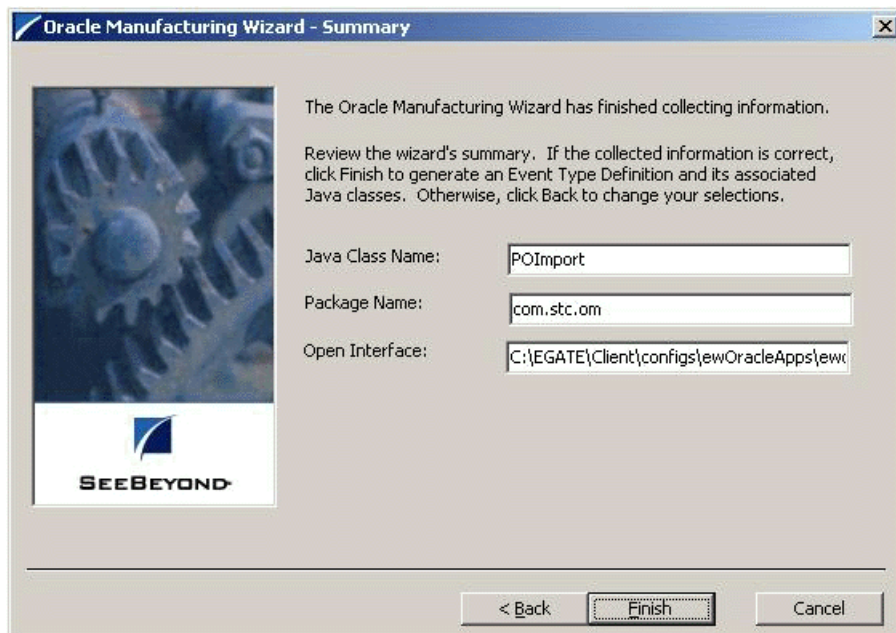 Oracle Manufacturing Wizard - Summary
The Oracle Manufacturing Wizard has finished collecting information.
Review the wizard's summary. If the collected information is correct,
click Finish to generate an Event Type Definition and its associated
Java classes. Otherwise, click Back to change your selections.
Java Class Name:
POImport
Package Name:
com.stc.om
Open Interface:
C:\EGATE\Client\configs\ewOracleApps\ew
SEEBEYOND
< Back
Finish
Cancel